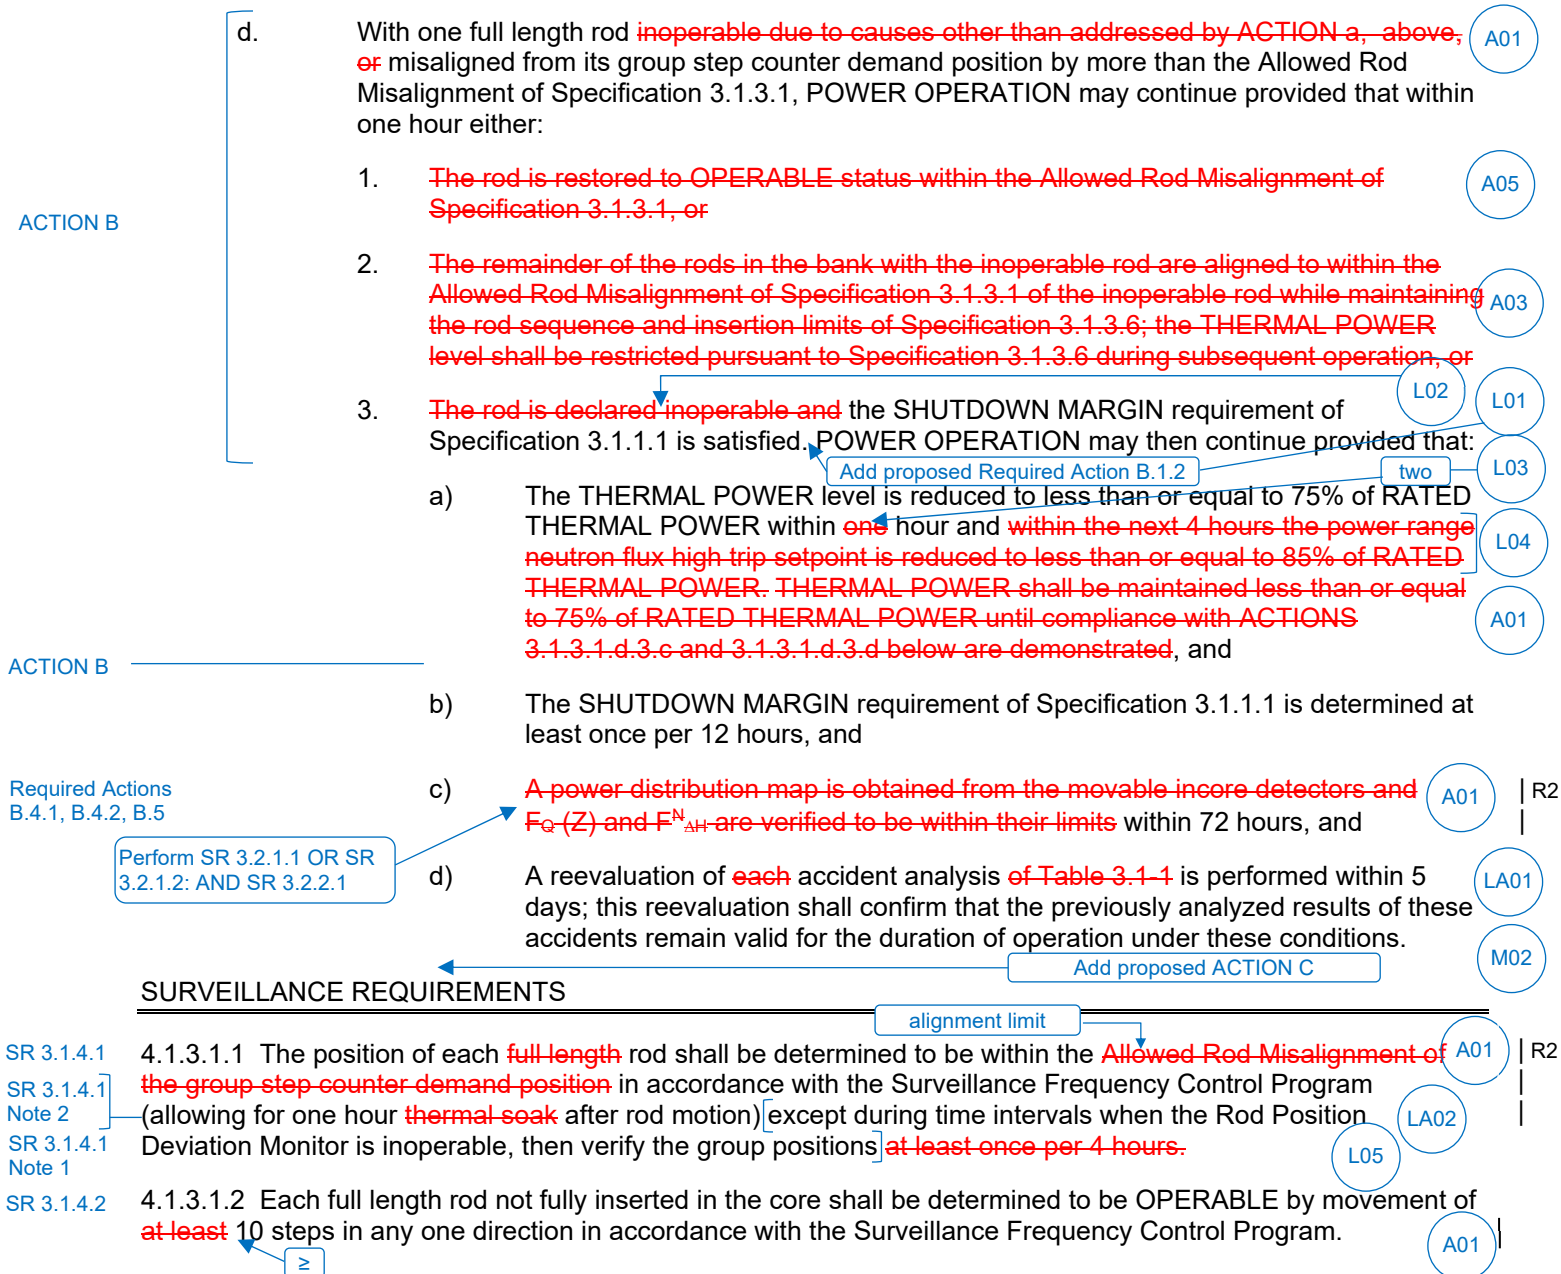 d. With one full length rod inoperable due to causes other than addressed by ACTION a, above, A01
or misaligned from its group step counter demand position by more than the Allowed Rod
Misalignment of Specification 3.1.3.1, POWER OPERATION may continue provided that within
one hour either:
1. The rod is restored to OPERABLE status within the Allowed Rod Misalignment of A05
Specification 3.1.3.1, or
ACTION B
2. The remainder of the rods in the bank with the inoperable rod are aligned to within the
Allowed Rod Misalignment of Specification 3.1.3.1 of the inoperable rod while maintaining A03
the rod sequence and insertion limits of Specification 3.1.3.6; the THERMAL POWER
level shall be restricted pursuant to Specification 3.1.3.6 during subsequent operation, or
L02
L01
3. The rod is declared inoperable and the SHUTDOWN MARGIN requirement of
Specification 3.1.1.1 is satisfied. POWER OPERATION may then continue provided that:
Add proposed Required Action B.1.2 two L03
a) The THERMAL POWER level is reduced to less than or equal to 75% of RATED
THERMAL POWER within one hour and within the next 4 hours the power range
neutron flux high trip setpoint is reduced to less than or equal to 85% of RATED L04
THERMAL POWER. THERMAL POWER shall be maintained less than or equal
to 75% of RATED THERMAL POWER until compliance with ACTIONS A01
3.1.3.1.d.3.c and 3.1.3.1.d.3.d below are demonstrated, and
ACTION B
b) The SHUTDOWN MARGIN requirement of Specification 3.1.1.1 is determined at
least once per 12 hours, and
Required Actions
B.4.1, B.4.2, B.5
c) A power distribution map is obtained from the movable incore detectors and A01 R2
F_Q (Z) and F^N_ΔH are verified to be within their limits within 72 hours, and
Perform SR 3.2.1.1 OR SR
3.2.1.2: AND SR 3.2.2.1
d) A reevaluation of each accident analysis of Table 3.1-1 is performed within 5 LA01
days; this reevaluation shall confirm that the previously analyzed results of these
accidents remain valid for the duration of operation under these conditions.
Add proposed ACTION C M02
SURVEILLANCE REQUIREMENTS
alignment limit
SR 3.1.4.1 4.1.3.1.1 The position of each full length rod shall be determined to be within the Allowed Rod Misalignment of A01 R2
SR 3.1.4.1 the group step counter demand position in accordance with the Surveillance Frequency Control Program
Note 2 (allowing for one hour thermal soak after rod motion) except during time intervals when the Rod Position LA02
SR 3.1.4.1 Deviation Monitor is inoperable, then verify the group positions at least once per 4 hours. L05
Note 1
SR 3.1.4.2 4.1.3.1.2 Each full length rod not fully inserted in the core shall be determined to be OPERABLE by movement of
at least 10 steps in any one direction in accordance with the Surveillance Frequency Control Program. A01
≥